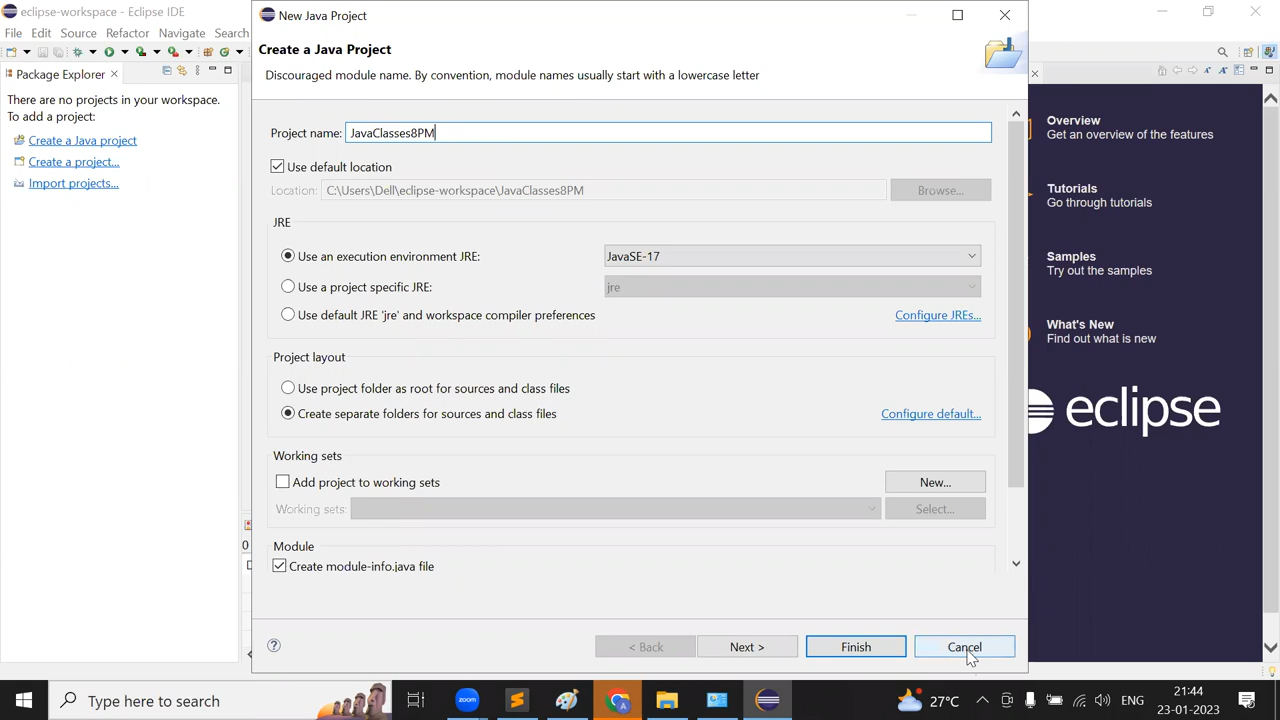 eclipse-workspace - Eclipse IDE
File Edit Source Refactor Navigate Search
Package Explorer
There are no projects in your workspace.
To add a project:
Create a Java project
Create a project...
Import projects...
0
New Java Project
Create a Java Project
Discouraged module name. By convention, module names usually start with a lowercase letter
Project name: JavaClasses8PM
Use default location
Location: C:\Users\Dell\eclipse-workspace\JavaClasses8PM Browse...
JRE
Use an execution environment JRE: JavaSE-17
Use a project specific JRE: jre
Use default JRE 'jre' and workspace compiler preferences Configure JREs...
Project layout
Use project folder as root for sources and class files
Create separate folders for sources and class files Configure default...
Working sets
Add project to working sets New...
Working sets: Select...
Module
Create module-info.java file
< Back Next > Finish Cancel
Overview
Get an overview of the features
Tutorials
Go through tutorials
Samples
Try out the samples
What's New
Find out what is new
eclipse
Type here to search
zoom
27°C
ENG
21:44
23-01-2023